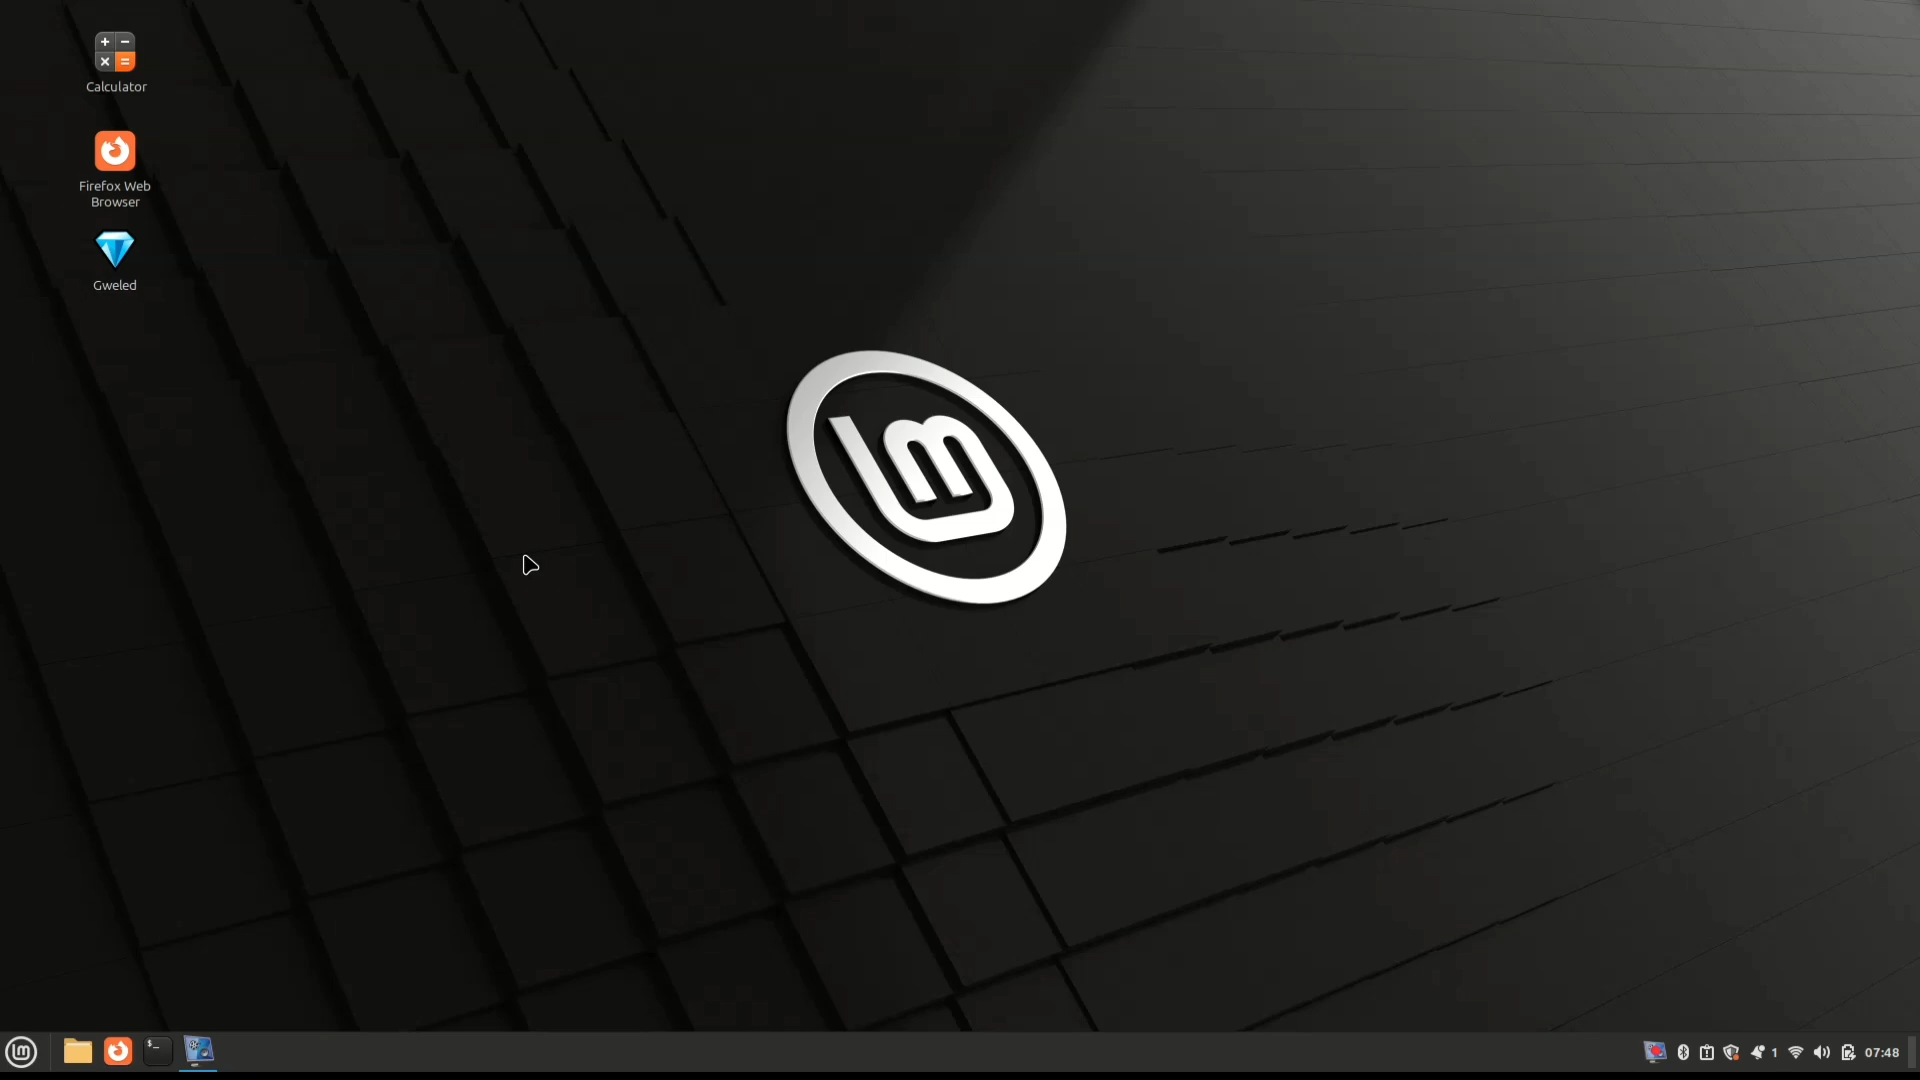 Calculator
Firefox Web
Browser
Gweled
$_
1
07:48